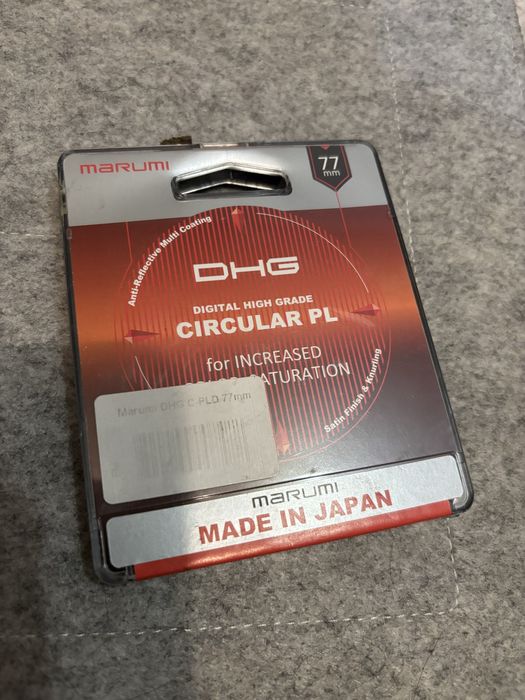 marumi
77
mm
Anti-Reflective Multi Coating
DHG
DIGITAL HIGH GRADE
CIRCULAR PL
for INCREASED
SATURATION
Satin Finish & Knurling
Marumi DHG C-PLD 77mm
marumi
MADE IN JAPAN